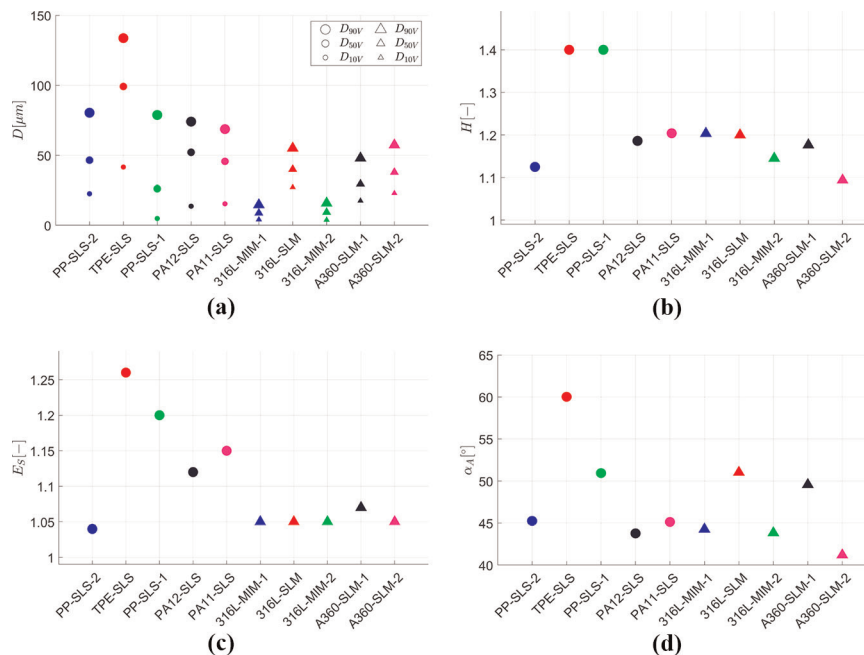 150
100
50
0
D[μm]
D90V D90V
D50V D50V
D10V D10V
PP-SLS-2
TPE-SLS
PP-SLS-1
PA12-SLS
PA11-SLS
316L-MIM-1
316L-SLM
316L-MIM-2
A360-SLM-1
A360-SLM-2
(a)
1.4
1.3
1.2
1.1
1
H[−]
PP-SLS-2
TPE-SLS
PP-SLS-1
PA12-SLS
PA11-SLS
316L-MIM-1
316L-SLM
316L-MIM-2
A360-SLM-1
A360-SLM-2
(b)
1.25
1.2
1.15
1.1
1.05
1
ES[−]
PP-SLS-2
TPE-SLS
PP-SLS-1
PA12-SLS
PA11-SLS
316L-MIM-1
316L-SLM
316L-MIM-2
A360-SLM-1
A360-SLM-2
(c)
65
60
55
50
45
40
αA[°]
PP-SLS-2
TPE-SLS
PP-SLS-1
PA12-SLS
PA11-SLS
316L-MIM-1
316L-SLM
316L-MIM-2
A360-SLM-1
A360-SLM-2
(d)